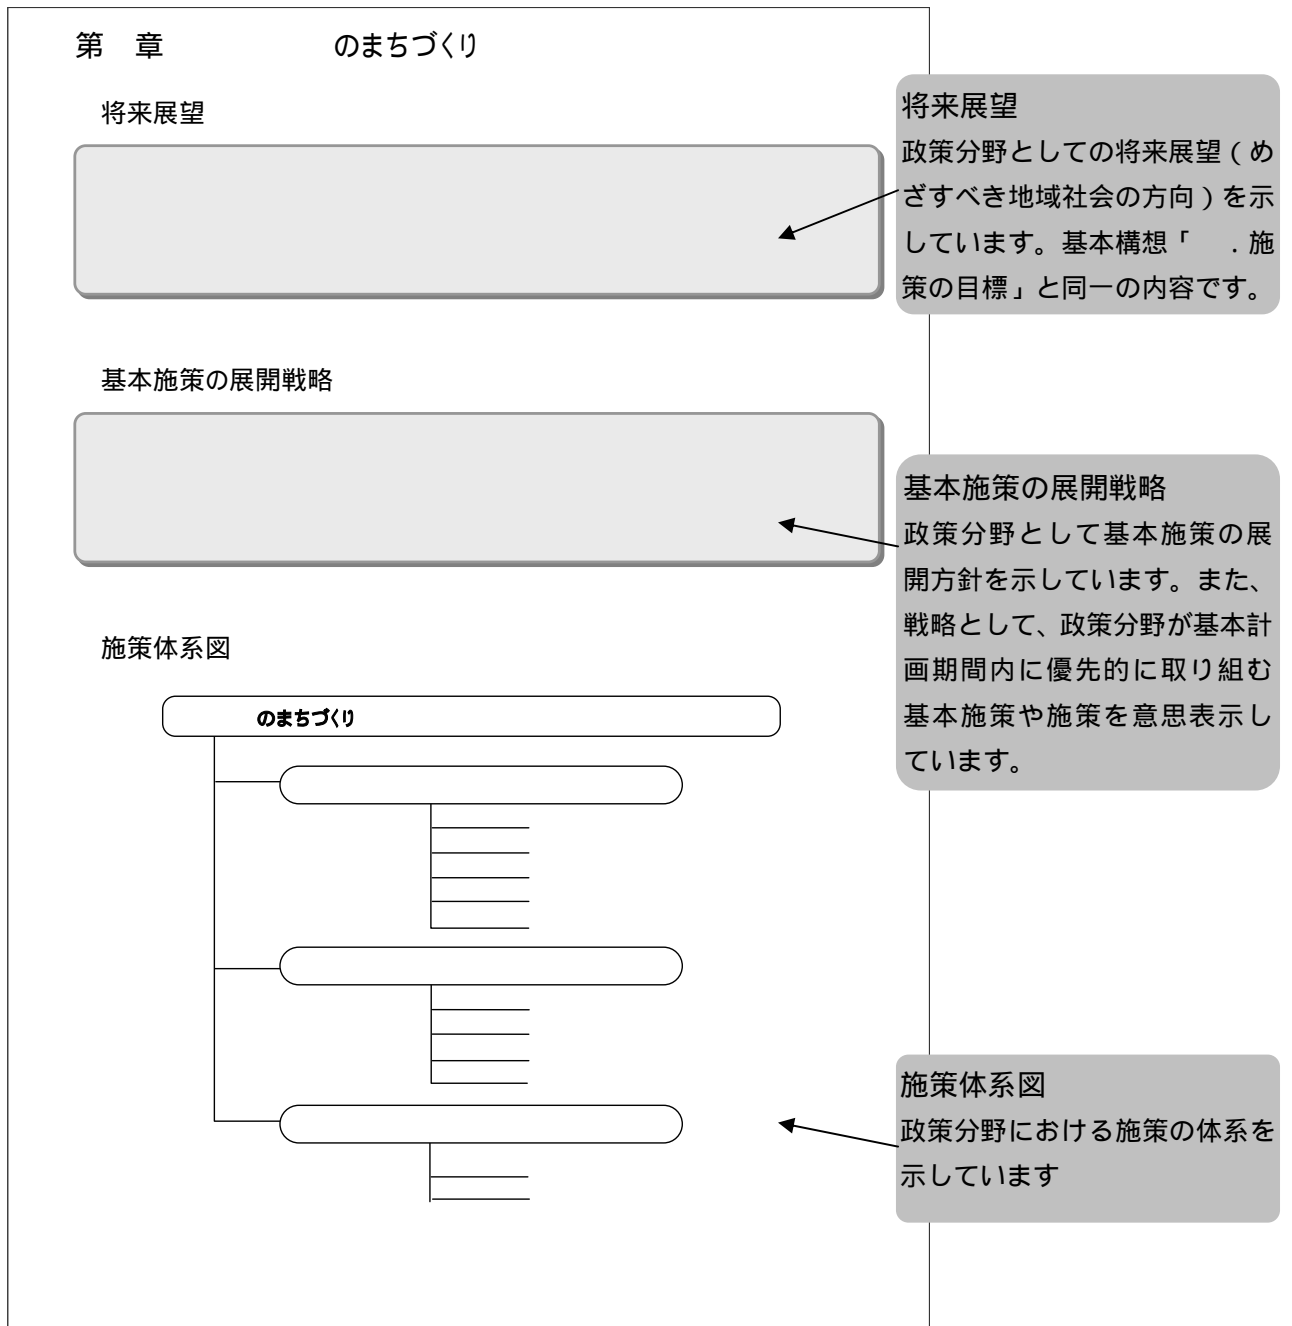 第 章 のまちづくり
将来展望
将来展望
政策分野としての将来展望(め
ざすべき地域社会の方向)を示
しています。基本構想「 .施
策の目標」と同一の内容です。
基本施策の展開戦略
基本施策の展開戦略
政策分野として基本施策の展
開方針を示しています。また、
戦略として、政策分野が基本計
画期間内に優先的に取り組む
基本施策や施策を意思表示し
ています。
施策体系図
のまちづくり
施策体系図
政策分野における施策の体系を
示しています